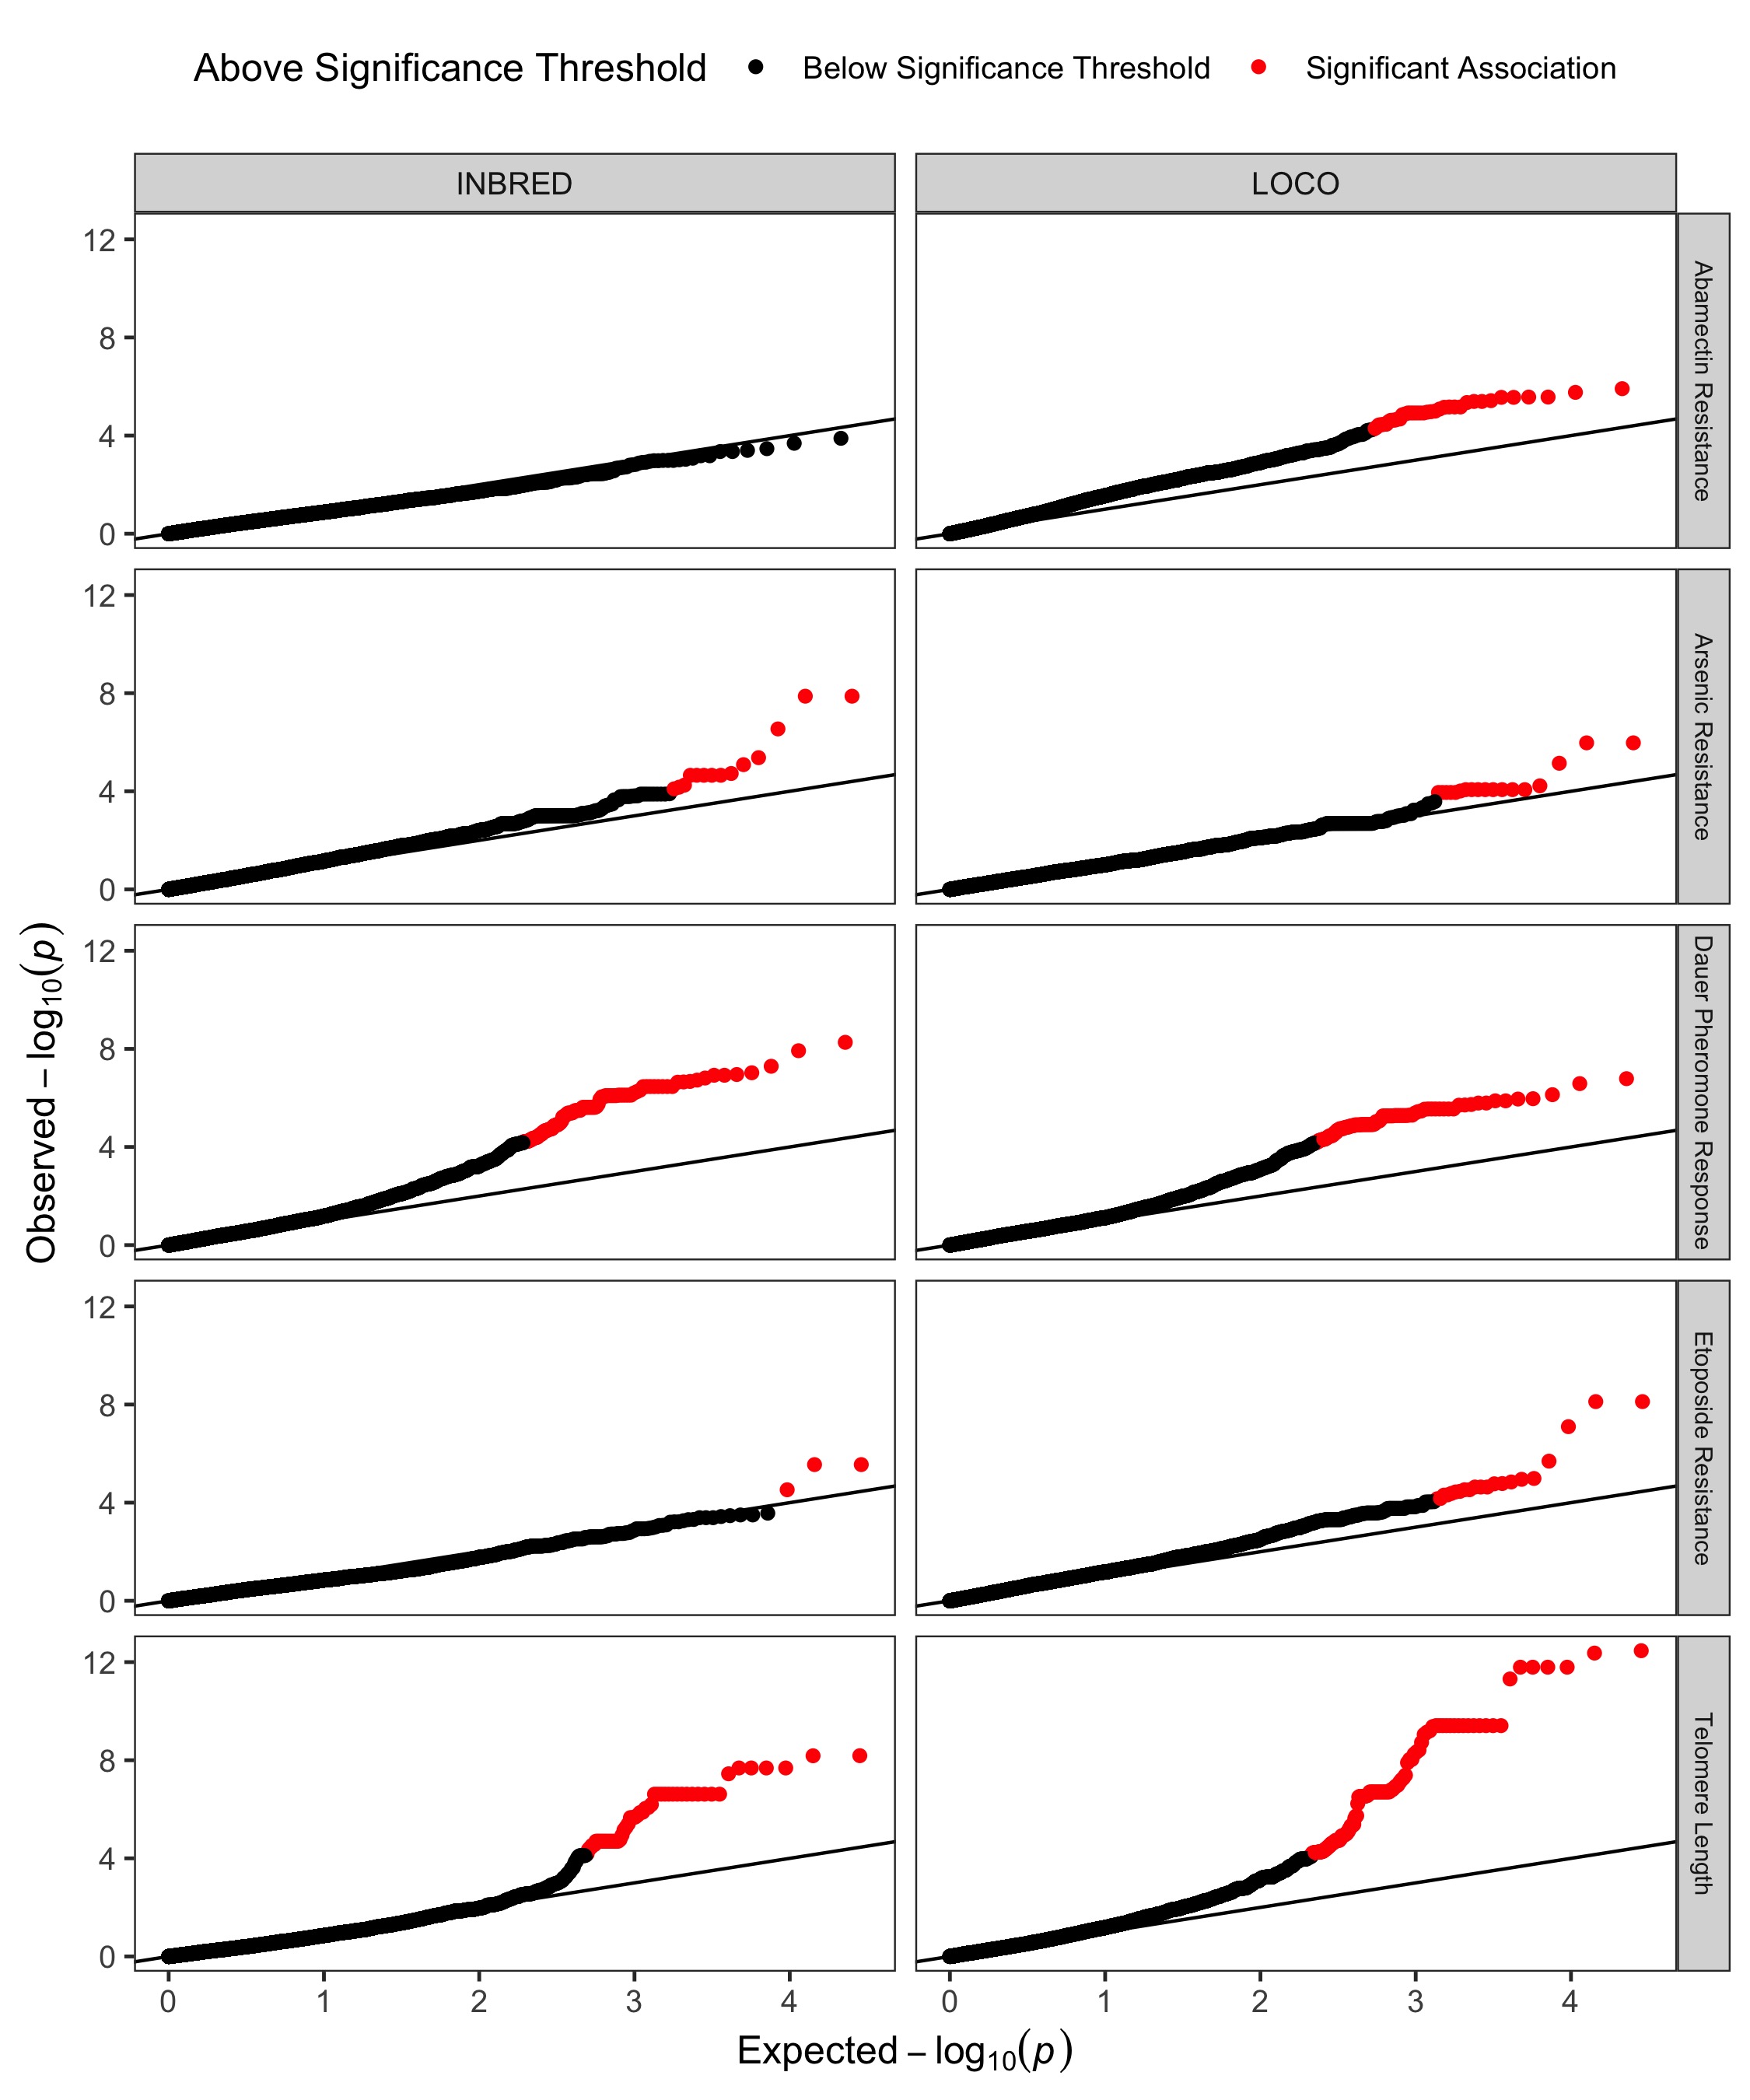 Above Significance Threshold Below Significance Threshold Significant Association
INBRED LOCO
12
8
4
0
Abamectin Resistance
12
8
4
0
Arsenic Resistance
12
8
4
0
Dauer Pheromone Response
12
8
4
0
Etoposide Resistance
12
8
4
0
Telomere Length
Observed – log10(p)
0 1 2 3 4 0 1 2 3 4
Expected – log10(p)